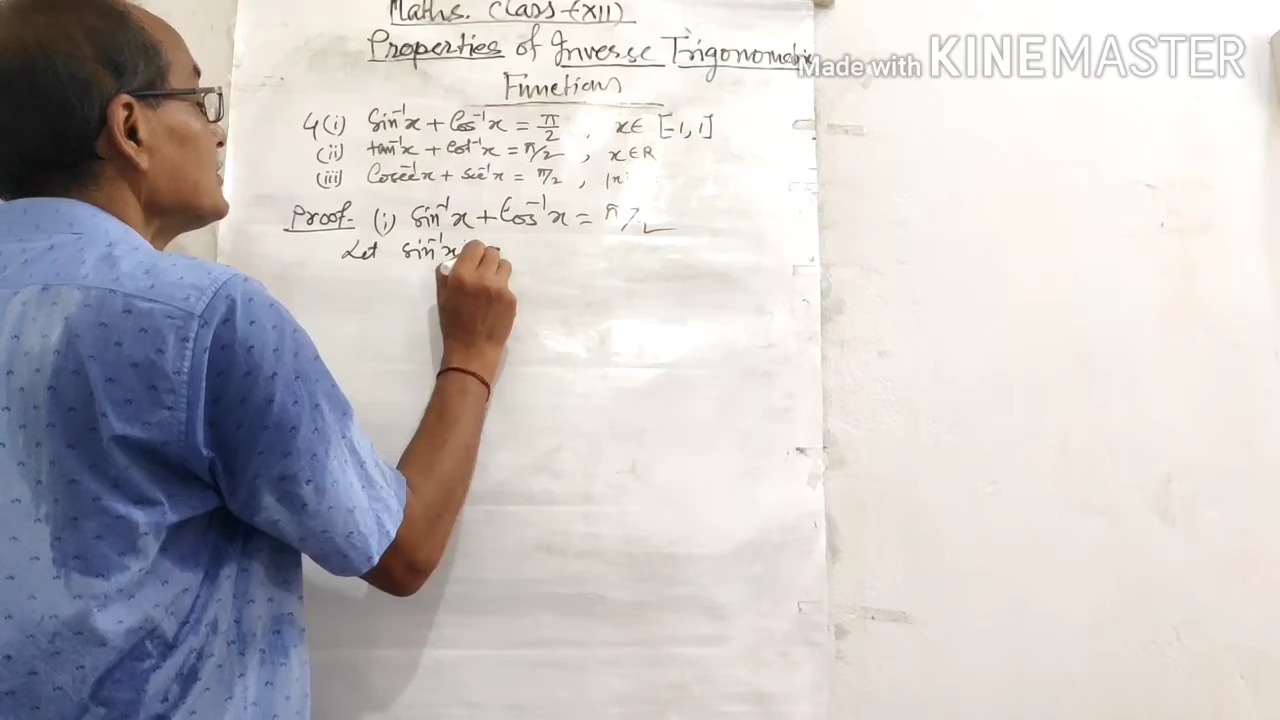 Maths. Class-(XII)
Properties of Inverse Trigonometric
Functions
Made with KINEMASTER
4(i) Sin⁻¹x + Cos⁻¹x = π/2 , x∈ [-1, 1]
(ii) tan⁻¹x + cot⁻¹x = π/2 , x∈R
(iii) Cosec⁻¹x + sec⁻¹x = π/2 , |x
Proof- (i) Sin⁻¹x + Cos⁻¹x = π/2
Let Sin⁻¹x =